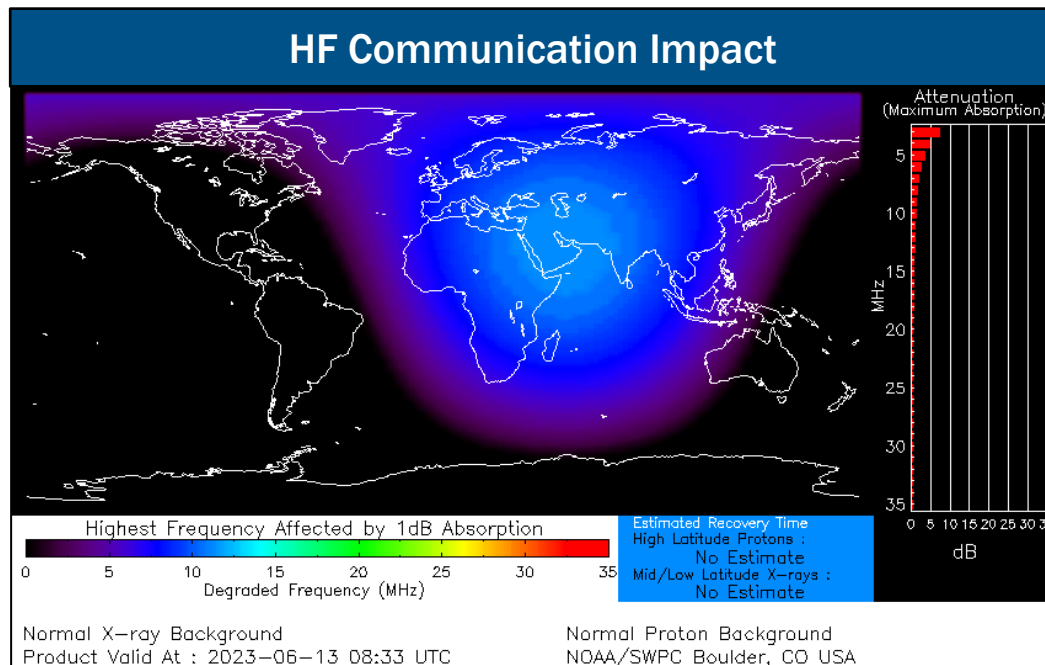 HF Communication Impact
Attenuation
(Maximum Absorption)
5
10
15
MHz
20
25
30
35
0 5 10 15 20 25 30 3
dB
Highest Frequency Affected by 1dB Absorption
0 5 10 15 20 25 30 35
Degraded Frequency (MHz)
Estimated Recovery Time
High Latitude Protons :
No Estimate
Mid/Low Latitude X-rays :
No Estimate
Normal X-ray Background
Product Valid At : 2023-06-13 08:33 UTC
Normal Proton Background
NOAA/SWPC Boulder, CO USA